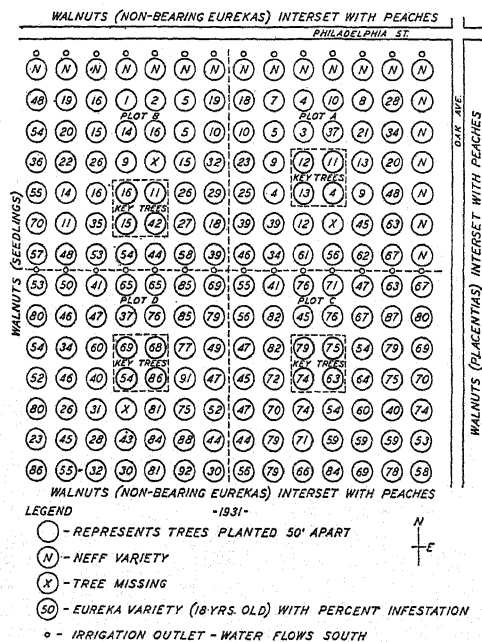 WALNUTS (NON-BEARING EUREKAS) INTERSET WITH PEACHES
PHILADELPHIA ST.
N N N N N N N N N N N N N N
48 19 16 1 2 5 19 18 7 4 10 8 28 N
PLOT B PLOT A
54 20 15 14 16 5 10 10 5 3 37 21 34 N
36 22 26 9 X 15 32 23 9 12 11 13 20 N
KEY TREES
55 14 16 16 11 26 29 25 4 13 4 9 48 N
KEY TREES
70 11 35 15 42 27 18 39 39 12 X 45 63 N
57 48 53 54 44 58 39 46 34 61 56 62 67 N
53 50 41 65 65 85 69 55 41 76 71 47 63 67
PLOT D PLOT C
80 46 47 37 76 85 79 56 82 45 76 67 82 80
54 34 60 69 68 77 49 47 82 79 75 54 79 69
KEY TREES KEY TREES
52 46 40 54 86 91 47 45 72 74 63 64 75 70
80 26 31 X 81 75 52 47 70 74 54 60 40 74
23 45 28 43 84 88 44 44 79 71 59 59 59 53
86 55 32 30 81 92 30 56 79 66 84 69 78 58
WALNUTS (SEEDLINGS)
OAK AVE.
WALNUTS (PLACENTIAS) INTERSET WITH PEACHES
WALNUTS (NON-BEARING EUREKAS) INTERSET WITH PEACHES
LEGEND -1931-
- REPRESENTS TREES PLANTED 50' APART
N - NEFF VARIETY
X - TREE MISSING
50 - EUREKA VARIETY (18 YRS. OLD) WITH PERCENT INFESTATION
- IRRIGATION OUTLET - WATER FLOWS SOUTH
N
E